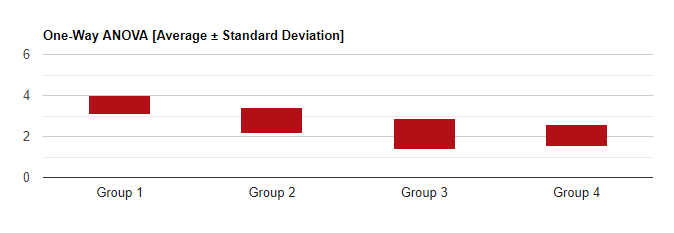 One-Way ANOVA [Average ± Standard Deviation]
6
4
2
0
Group 1 Group 2 Group 3 Group 4